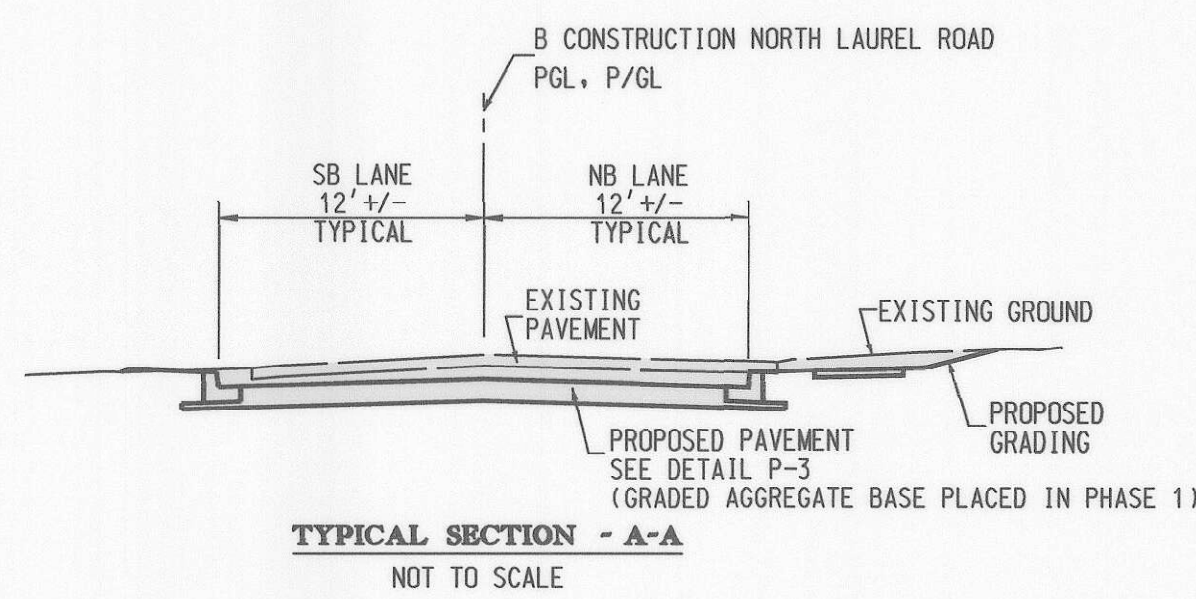 B CONSTRUCTION NORTH LAUREL ROAD
PGL, P/GL
SB LANE
12'+/-
TYPICAL
NB LANE
12'+/-
TYPICAL
EXISTING
PAVEMENT
EXISTING GROUND
PROPOSED
GRADING
PROPOSED PAVEMENT
SEE DETAIL P-3
(GRADED AGGREGATE BASE PLACED IN PHASE 1)
TYPICAL SECTION - A-A
NOT TO SCALE